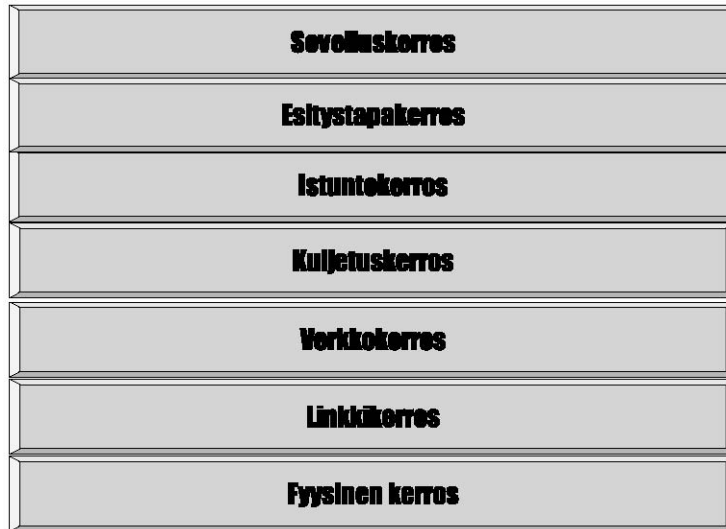 Sovelluskerros
Esitystapakerros
Istuntokerros
Kuljetuskerros
Verkkokerros
Linkkikerros
Fyysinen kerros